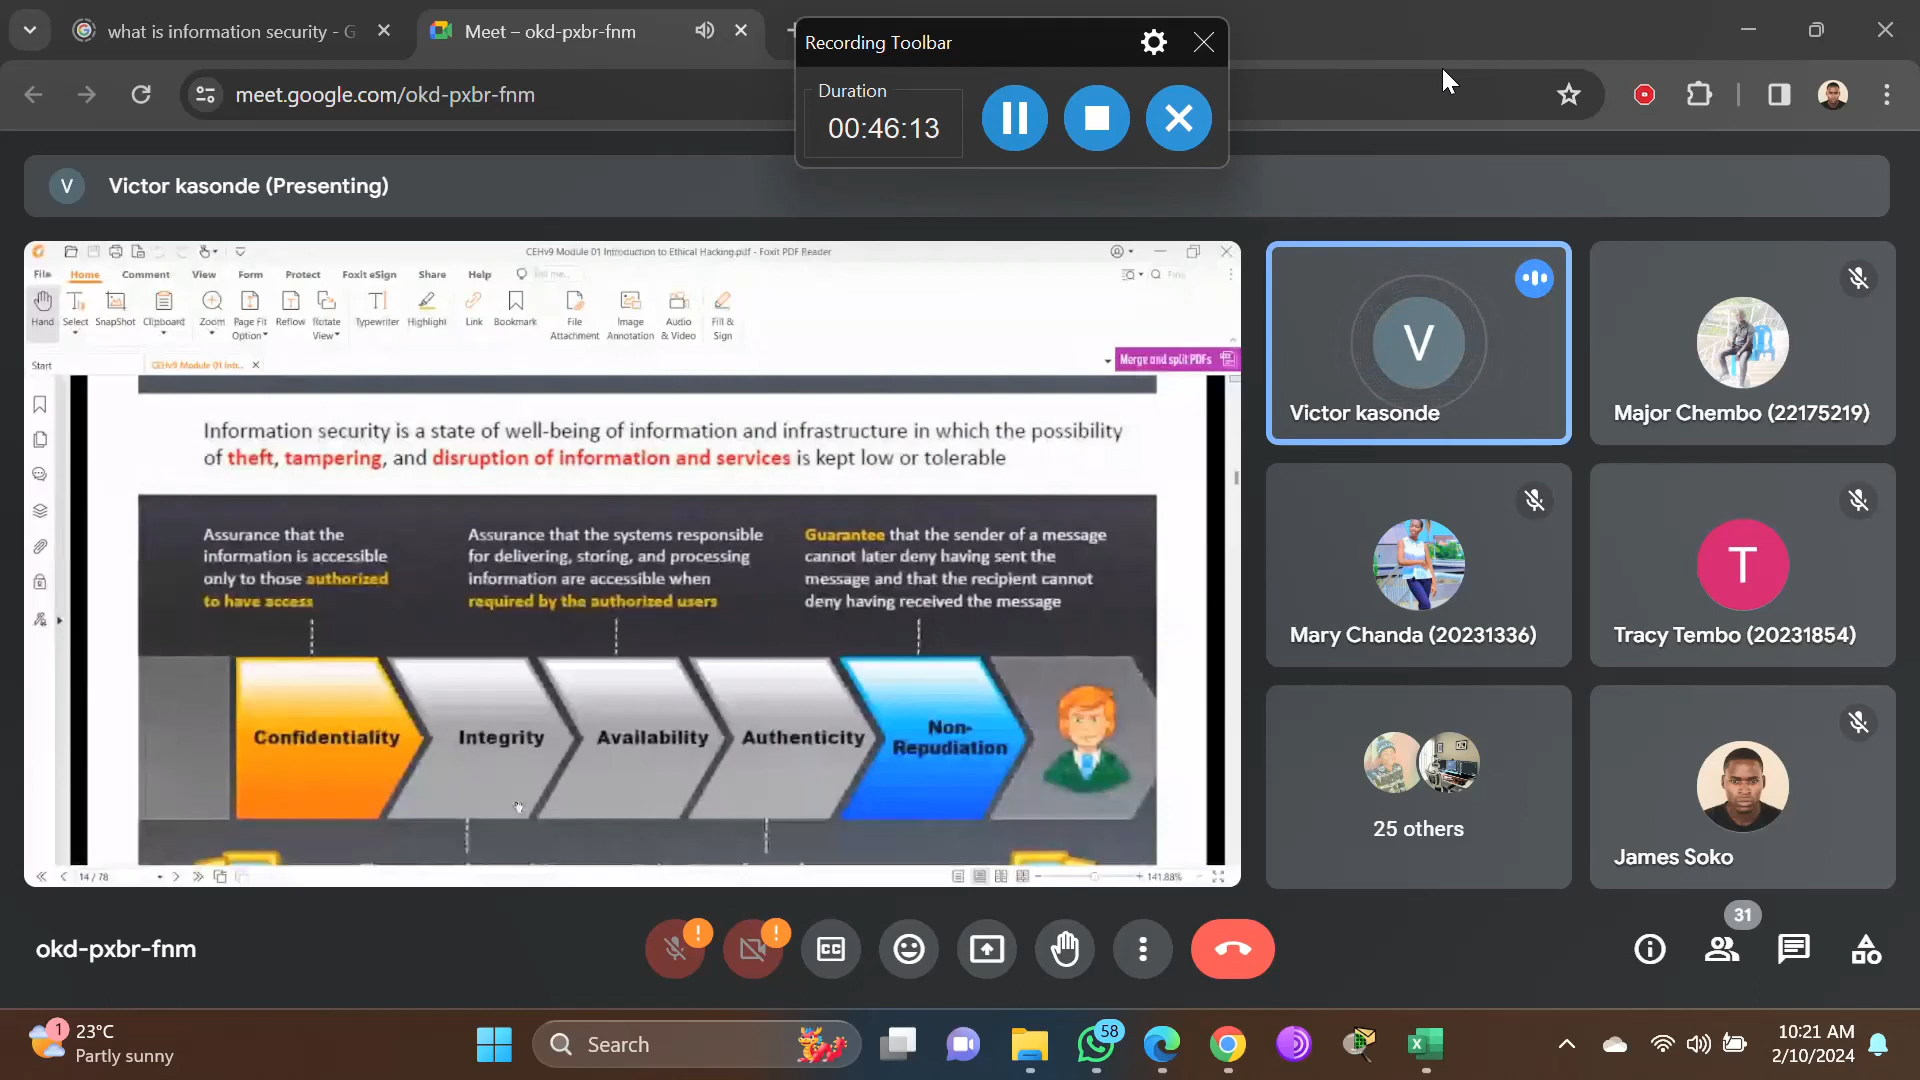 what is information security - G
Meet – okd-pxbr-fnm
Recording Toolbar
Duration
00:46:13
meet.google.com/okd-pxbr-fnm
V
Victor kasonde (Presenting)
CEHv9 Module 01 Introduction to Ethical Hacking.pdf - Foxit PDF Reader
File
Home
Comment
View
Form
Protect
Foxit eSign
Share
Help
Tell me..
Find
Hand
Select
SnapShot
Clipboard
Zoom
Page Fit
Option
Reflow
Rotate
View
Typewriter
Highlight
Link
Bookmark
File
Attachment
Image
Annotation
Audio
& Video
Fill &
Sign
Start
CEHv9 Module 01 Intr...
Merge and split PDFs
Information security is a state of well-being of information and infrastructure in which the possibility
of theft, tampering, and disruption of information and services is kept low or tolerable
Assurance that the
information is accessible
only to those authorized
to have access
Assurance that the systems responsible
for delivering, storing, and processing
information are accessible when
required by the authorized users
Guarantee that the sender of a message
cannot later deny having sent the
message and that the recipient cannot
deny having received the message
Confidentiality
Integrity
Availability
Authenticity
Non-
Repudiation
14 / 78
141.88%
V
Victor kasonde
Major Chembo (22175219)
Mary Chanda (20231336)
T
Tracy Tembo (20231854)
25 others
James Soko
okd-pxbr-fnm
31
1
23°C
Partly sunny
Search
58
10:21 AM
2/10/2024